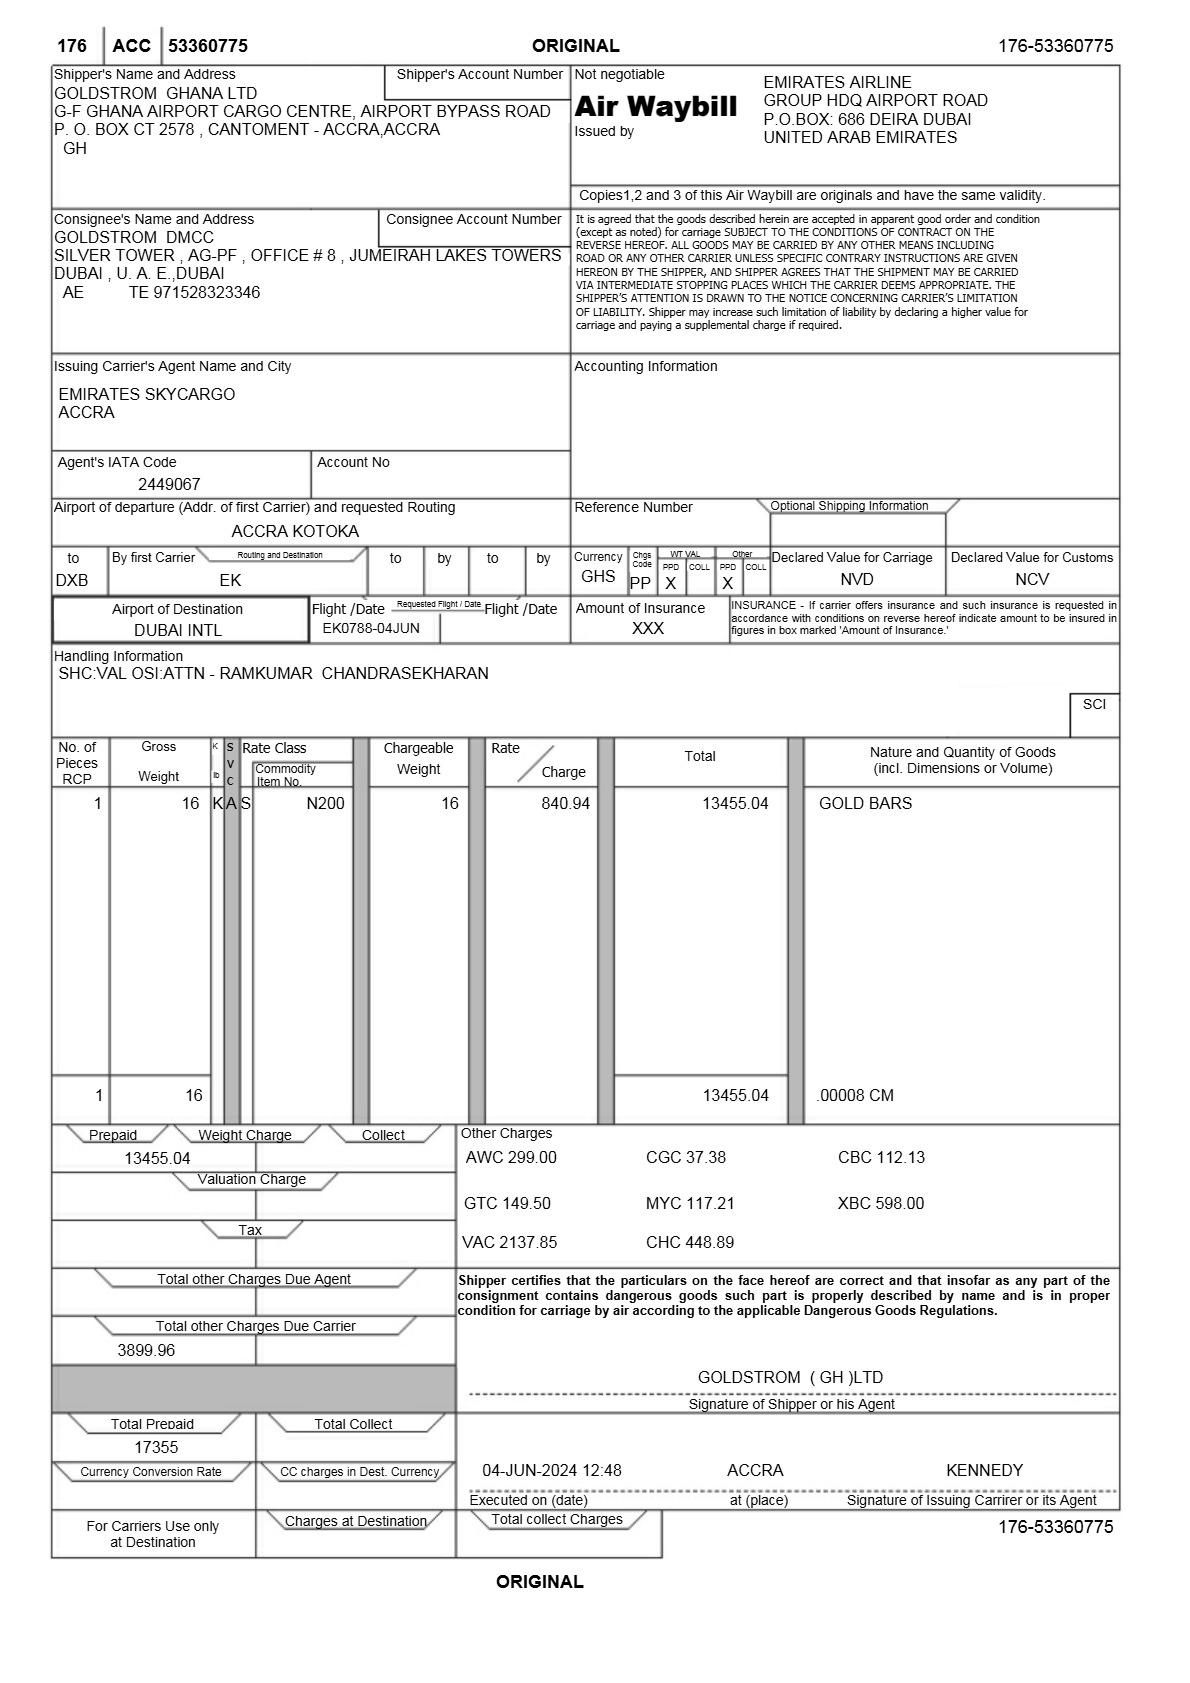 176 ACC 53360775 ORIGINAL 176-53360775
Shipper's Name and Address
Shipper's Account Number
GOLDSTROM GHANA LTD
G-F GHANA AIRPORT CARGO CENTRE, AIRPORT BYPASS ROAD
P. O. BOX CT 2578 , CANTOMENT - ACCRA,ACCRA
GH
Not negotiable
Air Waybill
Issued by
EMIRATES AIRLINE
GROUP HDQ AIRPORT ROAD
P.O.BOX: 686 DEIRA DUBAI
UNITED ARAB EMIRATES
Copies1,2 and 3 of this Air Waybill are originals and have the same validity.
Consignee's Name and Address
Consignee Account Number
GOLDSTROM DMCC
SILVER TOWER , AG-PF , OFFICE # 8 , JUMEIRAH LAKES TOWERS
DUBAI , U. A. E.,DUBAI
AE TE 971528323346
It is agreed that the goods described herein are accepted in apparent good order and condition
(except as noted) for carriage SUBJECT TO THE CONDITIONS OF CONTRACT ON THE
REVERSE HEREOF. ALL GOODS MAY BE CARRIED BY ANY OTHER MEANS INCLUDING
ROAD OR ANY OTHER CARRIER UNLESS SPECIFIC CONTRARY INSTRUCTIONS ARE GIVEN
HEREON BY THE SHIPPER, AND SHIPPER AGREES THAT THE SHIPMENT MAY BE CARRIED
VIA INTERMEDIATE STOPPING PLACES WHICH THE CARRIER DEEMS APPROPRIATE. THE
SHIPPER'S ATTENTION IS DRAWN TO THE NOTICE CONCERNING CARRIER'S LIMITATION
OF LIABILITY. Shipper may increase such limitation of liability by declaring a higher value for
carriage and paying a supplemental charge if required.
Issuing Carrier's Agent Name and City
EMIRATES SKYCARGO
ACCRA
Accounting Information
Agent's IATA Code
2449067
Account No
Airport of departure (Addr. of first Carrier) and requested Routing
ACCRA KOTOKA
Reference Number
Optional Shipping Information
to
DXB
By first Carrier
Routing and Destination
EK
to
by
to
by
Currency
GHS
Chgs
Code
PP
WT VAL
PPD COLL
X
Other
PPD COLL
X
Declared Value for Carriage
NVD
Declared Value for Customs
NCV
Airport of Destination
DUBAI INTL
Flight /Date
Requested Flight / Date
Flight /Date
EK0788-04JUN
Amount of Insurance
XXX
INSURANCE - If carrier offers insurance and such insurance is requested in
accordance with conditions on reverse hereof indicate amount to be insured in
figures in box marked 'Amount of Insurance.'
Handling Information
SHC:VAL OSI:ATTN - RAMKUMAR CHANDRASEKHARAN
SCI
No. of
Pieces
RCP
Gross
Weight
K
lb
S
V
C
Rate Class
Commodity
Item No.
Chargeable
Weight
Rate
Charge
Total
Nature and Quantity of Goods
(incl. Dimensions or Volume)
1 16 K A S N200 16 840.94 13455.04 GOLD BARS
1 16 13455.04 .00008 CM
Prepaid
Weight Charge
Collect
13455.04
Valuation Charge
Tax
Total other Charges Due Agent
Total other Charges Due Carrier
3899.96
Other Charges
AWC 299.00 CGC 37.38 CBC 112.13
GTC 149.50 MYC 117.21 XBC 598.00
VAC 2137.85 CHC 448.89
Shipper certifies that the particulars on the face hereof are correct and that insofar as any part of the
consignment contains dangerous goods such part is properly described by name and is in proper
condition for carriage by air according to the applicable Dangerous Goods Regulations.
GOLDSTROM ( GH )LTD
Signature of Shipper or his Agent
Total Prepaid
Total Collect
17355
Currency Conversion Rate
CC charges in Dest. Currency
04-JUN-2024 12:48 ACCRA KENNEDY
Executed on (date) at (place) Signature of Issuing Carrirer or its Agent
For Carriers Use only
at Destination
Charges at Destination
Total collect Charges
176-53360775
ORIGINAL